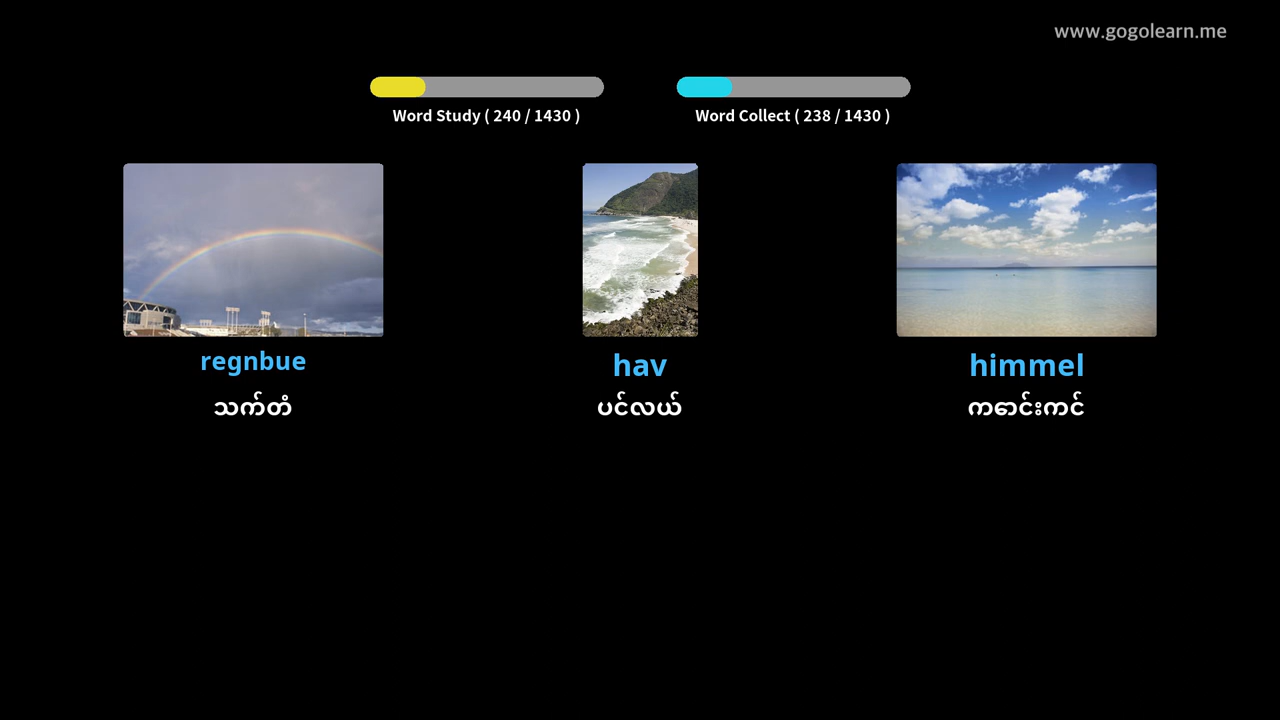 www.gogolearn.me
Word Study ( 240 / 1430 )
Word Collect ( 238 / 1430 )
regnbue
hav
himmel
သက်တံ
ပင်လယ်
ကောင်းကင်